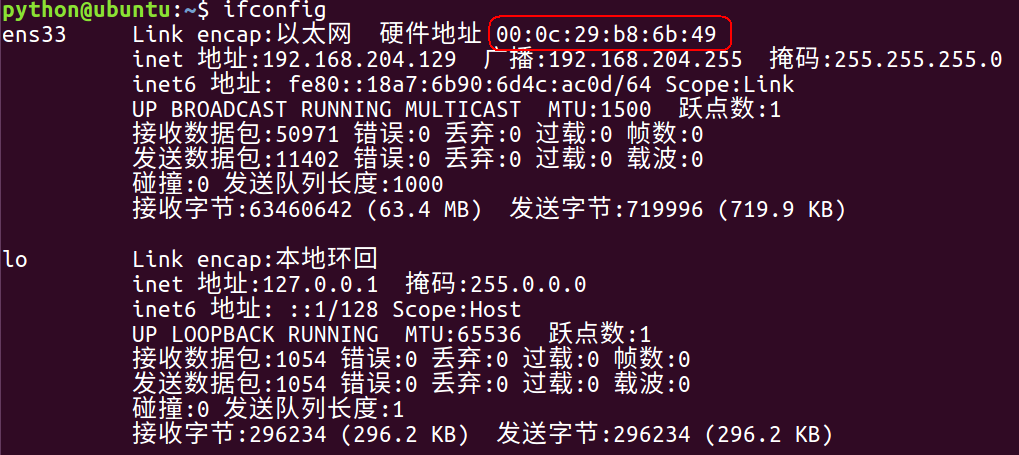 python@ubuntu:~$ ifconfig
ens33 Link encap:以太网 硬件地址 00:0c:29:b8:6b:49
inet 地址:192.168.204.129 广播:192.168.204.255 掩码:255.255.255.0
inet6 地址: fe80::18a7:6b90:6d4c:ac0d/64 Scope:Link
UP BROADCAST RUNNING MULTICAST MTU:1500 跃点数:1
接收数据包:50971 错误:0 丢弃:0 过载:0 帧数:0
发送数据包:11402 错误:0 丢弃:0 过载:0 载波:0
碰撞:0 发送队列长度:1000
接收字节:63460642 (63.4 MB) 发送字节:719996 (719.9 KB)
lo Link encap:本地环回
inet 地址:127.0.0.1 掩码:255.0.0.0
inet6 地址: ::1/128 Scope:Host
UP LOOPBACK RUNNING MTU:65536 跃点数:1
接收数据包:1054 错误:0 丢弃:0 过载:0 帧数:0
发送数据包:1054 错误:0 丢弃:0 过载:0 载波:0
碰撞:0 发送队列长度:1
接收字节:296234 (296.2 KB) 发送字节:296234 (296.2 KB)